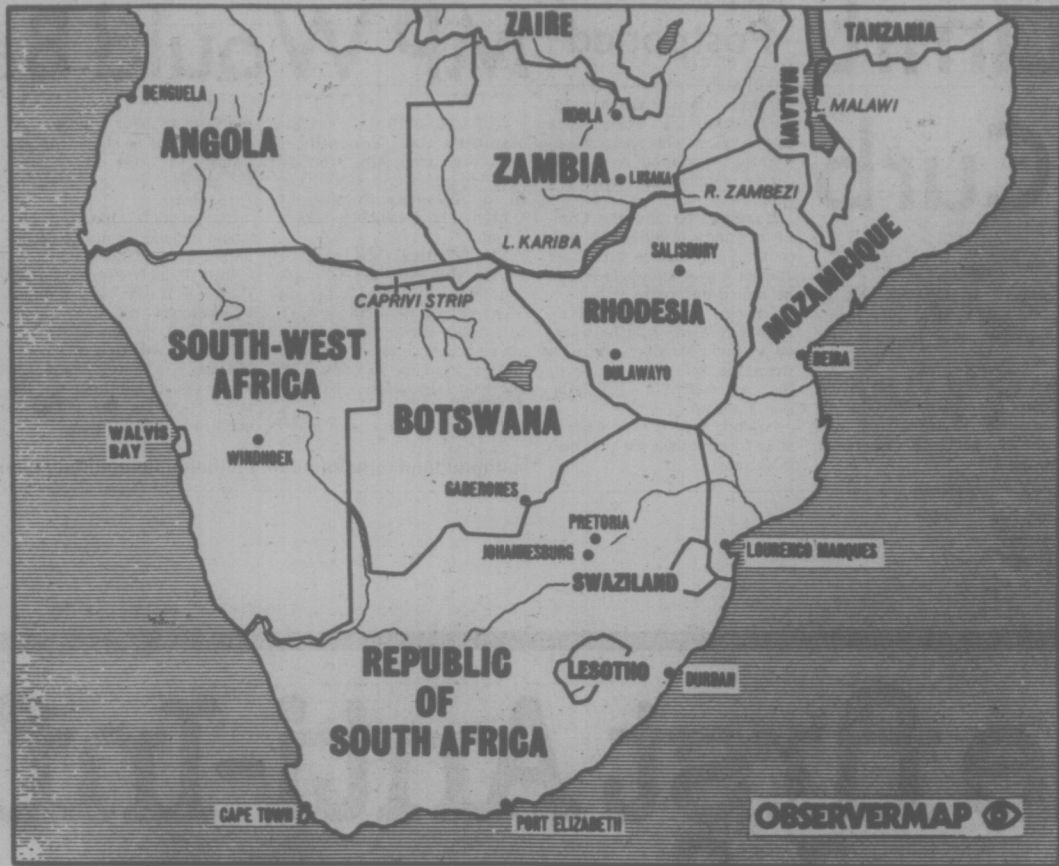 ZAIRE
TANZANIA
BENGUELA
MALAWI
L. MALAWI
NDOLA
ANGOLA
ZAMBIA
LUSAKA
R. ZAMBEZI
L. KARIBA
SALISBURY
MOZAMBIQUE
CAPRIVI STRIP
RHODESIA
SOUTH-WEST
AFRICA
BEIRA
BULAWAYO
BOTSWANA
WALVIS
BAY
WINDHOEK
GABERONES
PRETORIA
JOHANNESBURG
LOURENCO MARQUES
SWAZILAND
REPUBLIC
OF
SOUTH AFRICA
LESOTHO
DURBAN
CAPE TOWN
PORT ELIZABETH
OBSERVERMAP